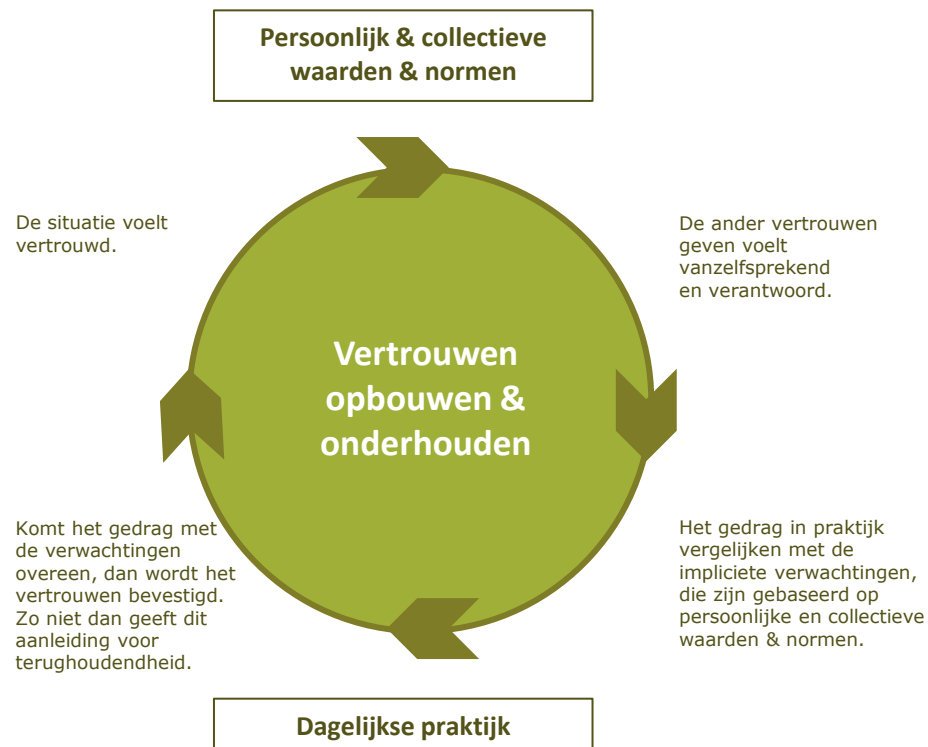 Persoonlijk & collectieve
waarden & normen
De situatie voelt
vertrouwd.
De ander vertrouwen
geven voelt
vanzelfsprekend
en verantwoord.
Vertrouwen
opbouwen &
onderhouden
Komt het gedrag met
de verwachtingen
overeen, dan wordt het
vertrouwen bevestigd.
Zo niet dan geeft dit
aanleiding voor
terughoudendheid.
Het gedrag in praktijk
vergelijken met de
impliciete verwachtingen,
die zijn gebaseerd op
persoonlijke en collectieve
waarden & normen.
Dagelijkse praktijk